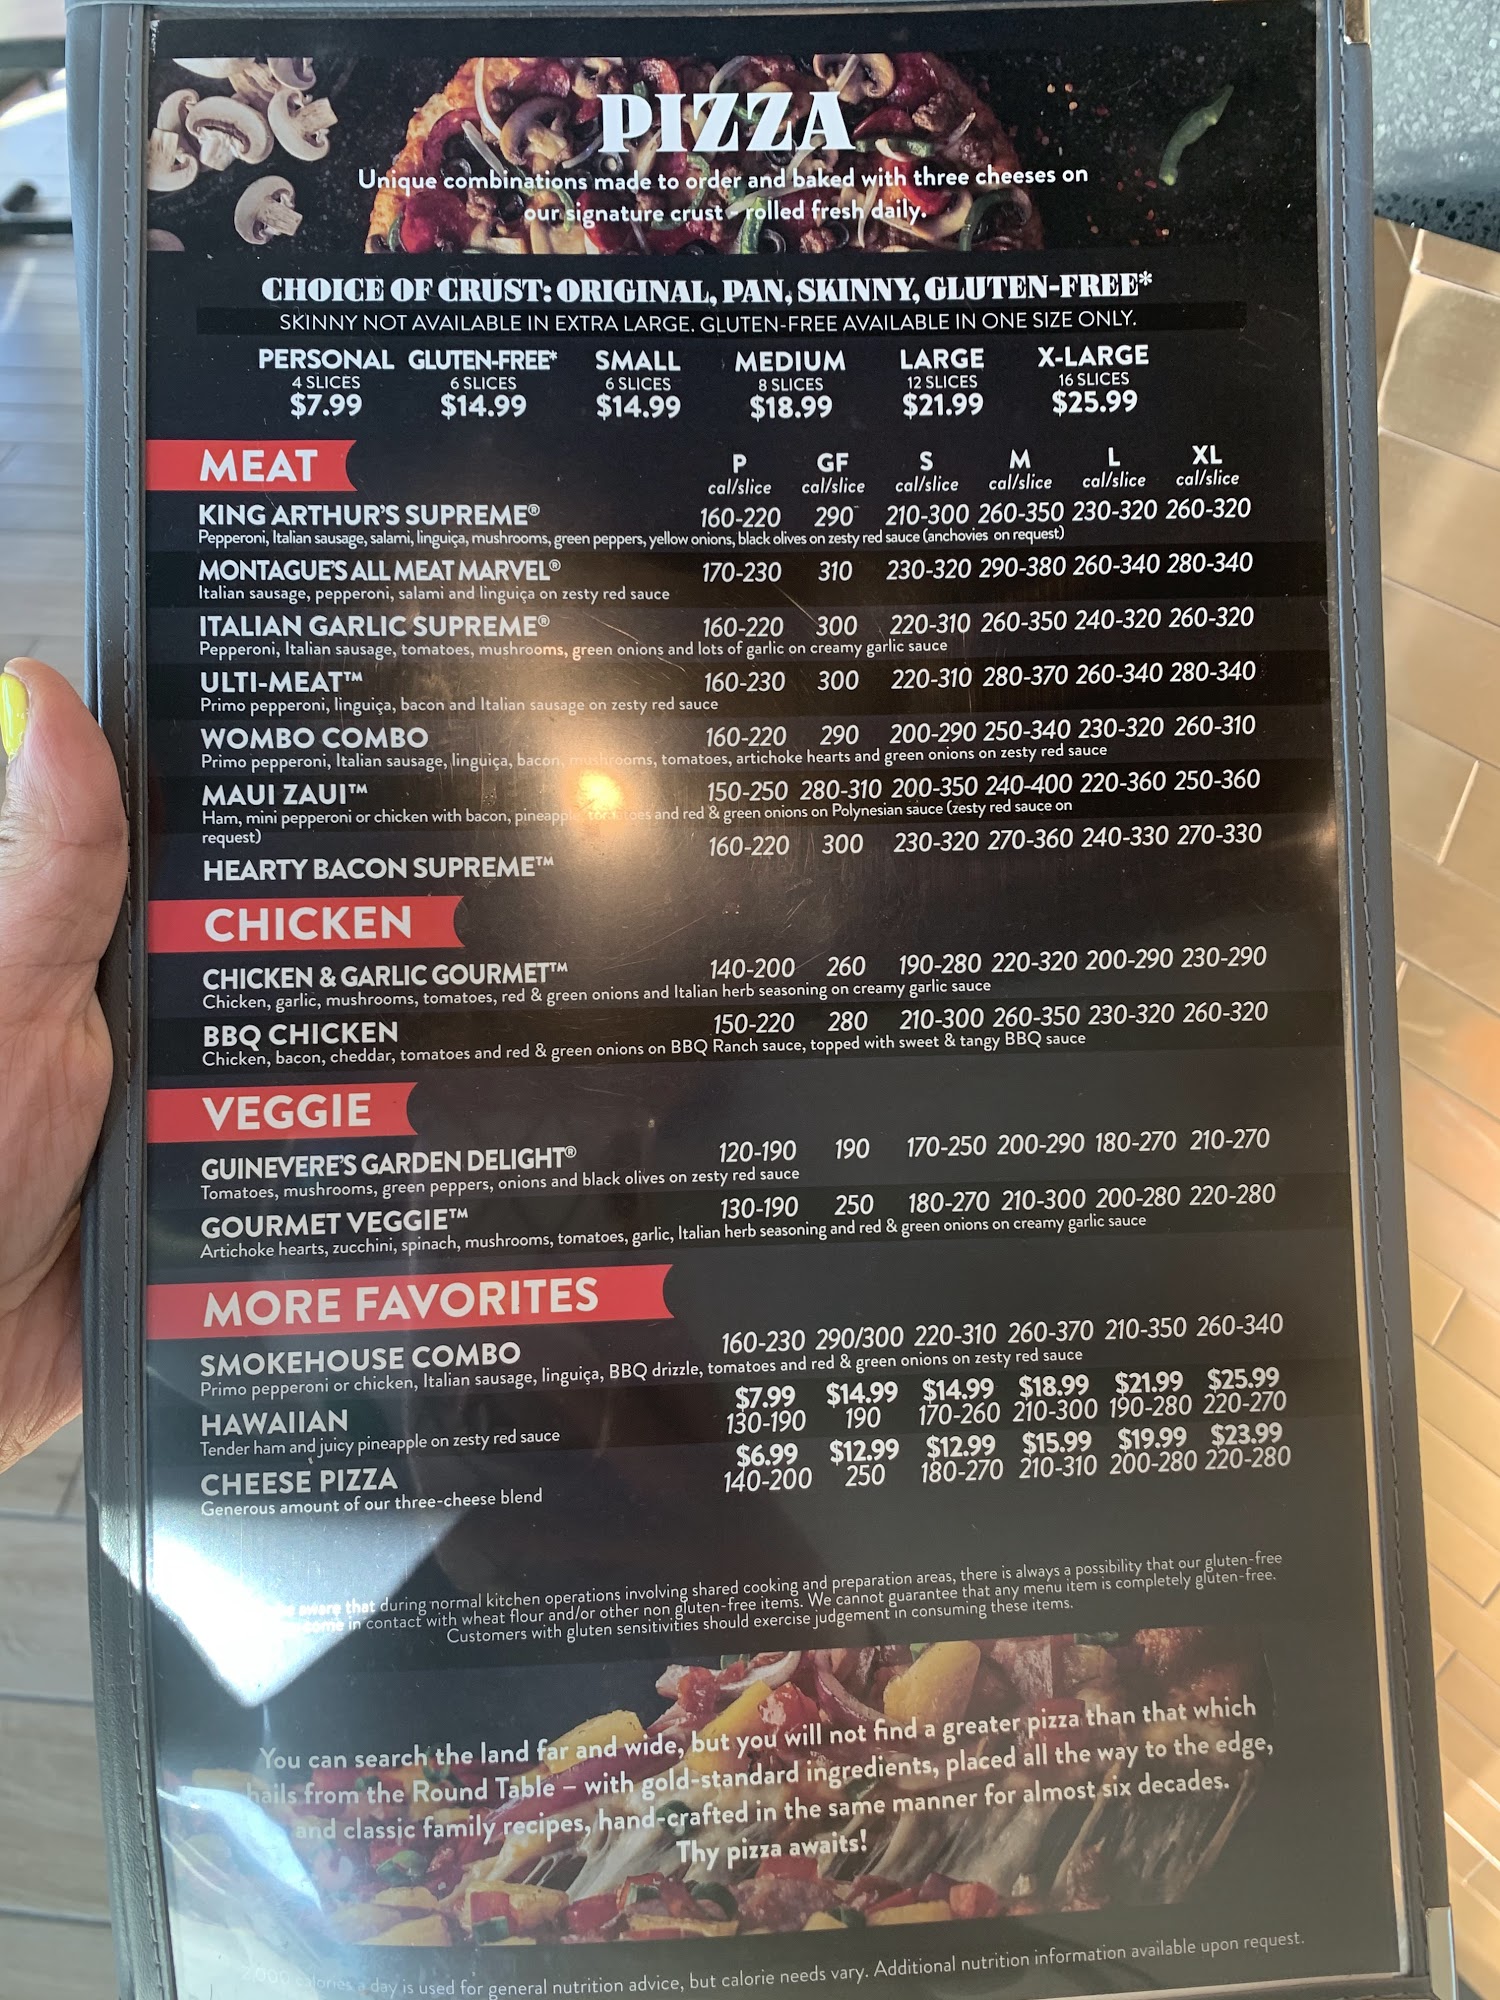 PIZZA
Unique combinations made to order and baked with three cheeses on
our signature crust - rolled fresh daily.
CHOICE OF CRUST: ORIGINAL, PAN, SKINNY, GLUTEN-FREE*
SKINNY NOT AVAILABLE IN EXTRA LARGE. GLUTEN-FREE AVAILABLE IN ONE SIZE ONLY.
PERSONAL GLUTEN-FREE* SMALL MEDIUM LARGE X-LARGE
4 SLICES 6 SLICES 6 SLICES 8 SLICES 12 SLICES 16 SLICES
$7.99 $14.99 $14.99 $18.99 $21.99 $25.99
MEAT P GF S M L XL
cal/slice cal/slice cal/slice cal/slice cal/slice cal/slice
KING ARTHUR'S SUPREME® 160-220 290 210-300 260-350 230-320 260-320
Pepperoni, Italian sausage, salami, linguiça, mushrooms, green peppers, yellow onions, black olives on zesty red sauce (anchovies on request)
MONTAGUE'S ALL MEAT MARVEL® 170-230 310 230-320 290-380 260-340 280-340
Italian sausage, pepperoni, salami and linguiça on zesty red sauce
ITALIAN GARLIC SUPREME® 160-220 300 220-310 260-350 240-320 260-320
Pepperoni, Italian sausage, tomatoes, mushrooms, green onions and lots of garlic on creamy garlic sauce
ULTI-MEAT™ 160-230 300 220-310 280-370 260-340 280-340
Primo pepperoni, linguiça, bacon and Italian sausage on zesty red sauce
WOMBO COMBO 160-220 290 200-290 250-340 230-320 260-310
Primo pepperoni, Italian sausage, linguiça, bacon, mushrooms, tomatoes, artichoke hearts and green onions on zesty red sauce
MAUI ZAUI™ 150-250 280-310 200-350 240-400 220-360 250-360
Ham, mini pepperoni or chicken with bacon, pineapple, tomatoes and red & green onions on Polynesian sauce (zesty red sauce on
request)
HEARTY BACON SUPREME™ 160-220 300 230-320 270-360 240-330 270-330
CHICKEN
CHICKEN & GARLIC GOURMET™ 140-200 260 190-280 220-320 200-290 230-290
Chicken, garlic, mushrooms, tomatoes, red & green onions and Italian herb seasoning on creamy garlic sauce
BBQ CHICKEN 150-220 280 210-300 260-350 230-320 260-320
Chicken, bacon, cheddar, tomatoes and red & green onions on BBQ Ranch sauce, topped with sweet & tangy BBQ sauce
VEGGIE
GUINEVERE'S GARDEN DELIGHT® 120-190 190 170-250 200-290 180-270 210-270
Tomatoes, mushrooms, green peppers, onions and black olives on zesty red sauce
GOURMET VEGGIE™ 130-190 250 180-270 210-300 200-280 220-280
Artichoke hearts, zucchini, spinach, mushrooms, tomatoes, garlic, Italian herb seasoning and red & green onions on creamy garlic sauce
MORE FAVORITES
SMOKEHOUSE COMBO 160-230 290/300 220-310 260-370 210-350 260-340
Primo pepperoni or chicken, Italian sausage, linguiça, BBQ drizzle, tomatoes and red & green onions on zesty red sauce
$7.99 $14.99 $14.99 $18.99 $21.99 $25.99
HAWAIIAN 130-190 190 170-260 210-300 190-280 220-270
Tender ham and juicy pineapple on zesty red sauce
$6.99 $12.99 $12.99 $15.99 $19.99 $23.99
CHEESE PIZZA 140-200 250 180-270 210-310 200-280 220-280
Generous amount of our three-cheese blend
aware that during normal kitchen operations involving shared cooking and preparation areas, there is always a possibility that our gluten-free
come in contact with wheat flour and/or other non gluten-free items. We cannot guarantee that any menu item is completely gluten-free.
Customers with gluten sensitivities should exercise judgement in consuming these items.
You can search the land far and wide, but you will not find a greater pizza than that which
hails from the Round Table – with gold-standard ingredients, placed all the way to the edge,
and classic family recipes, hand-crafted in the same manner for almost six decades.
Thy pizza awaits!
2,000 calories a day is used for general nutrition advice, but calorie needs vary. Additional nutrition information available upon request.